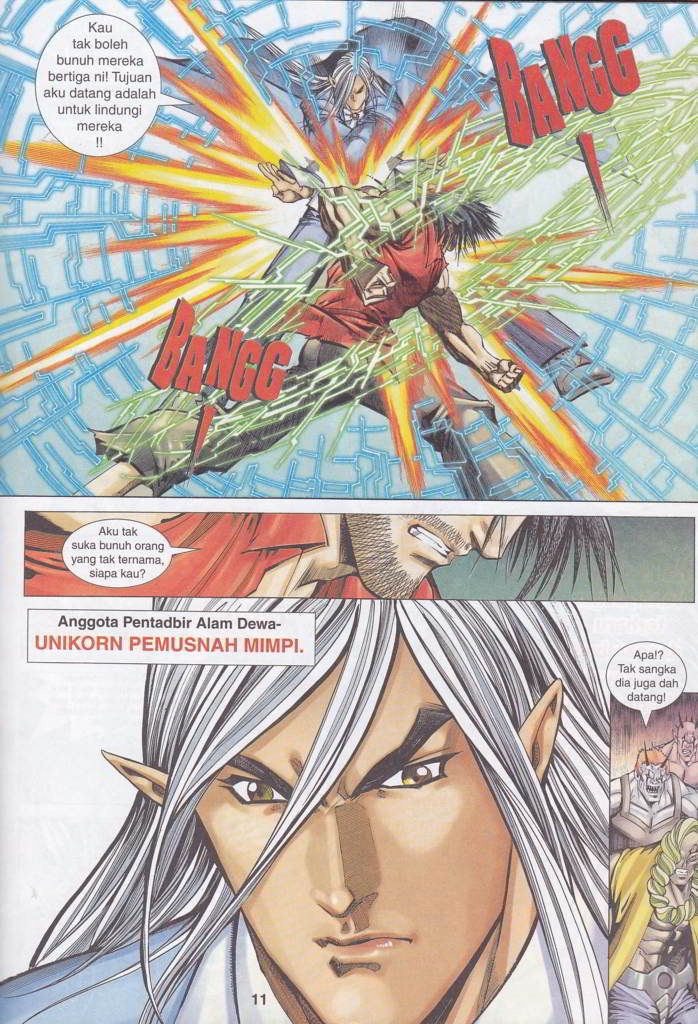 Kau
tak boleh
bunuh mereka
bertiga ni! Tujuan
aku datang adalah
untuk lindungi
mereka
!!
BANGG
!
BANGG
!
Aku tak
suka bunuh orang
yang tak ternama,
siapa kau?
Anggota Pentadbir Alam Dewa-
UNIKORN PEMUSNAH MIMPI.
Apa!?
Tak sangka
dia juga dah
datang!
11